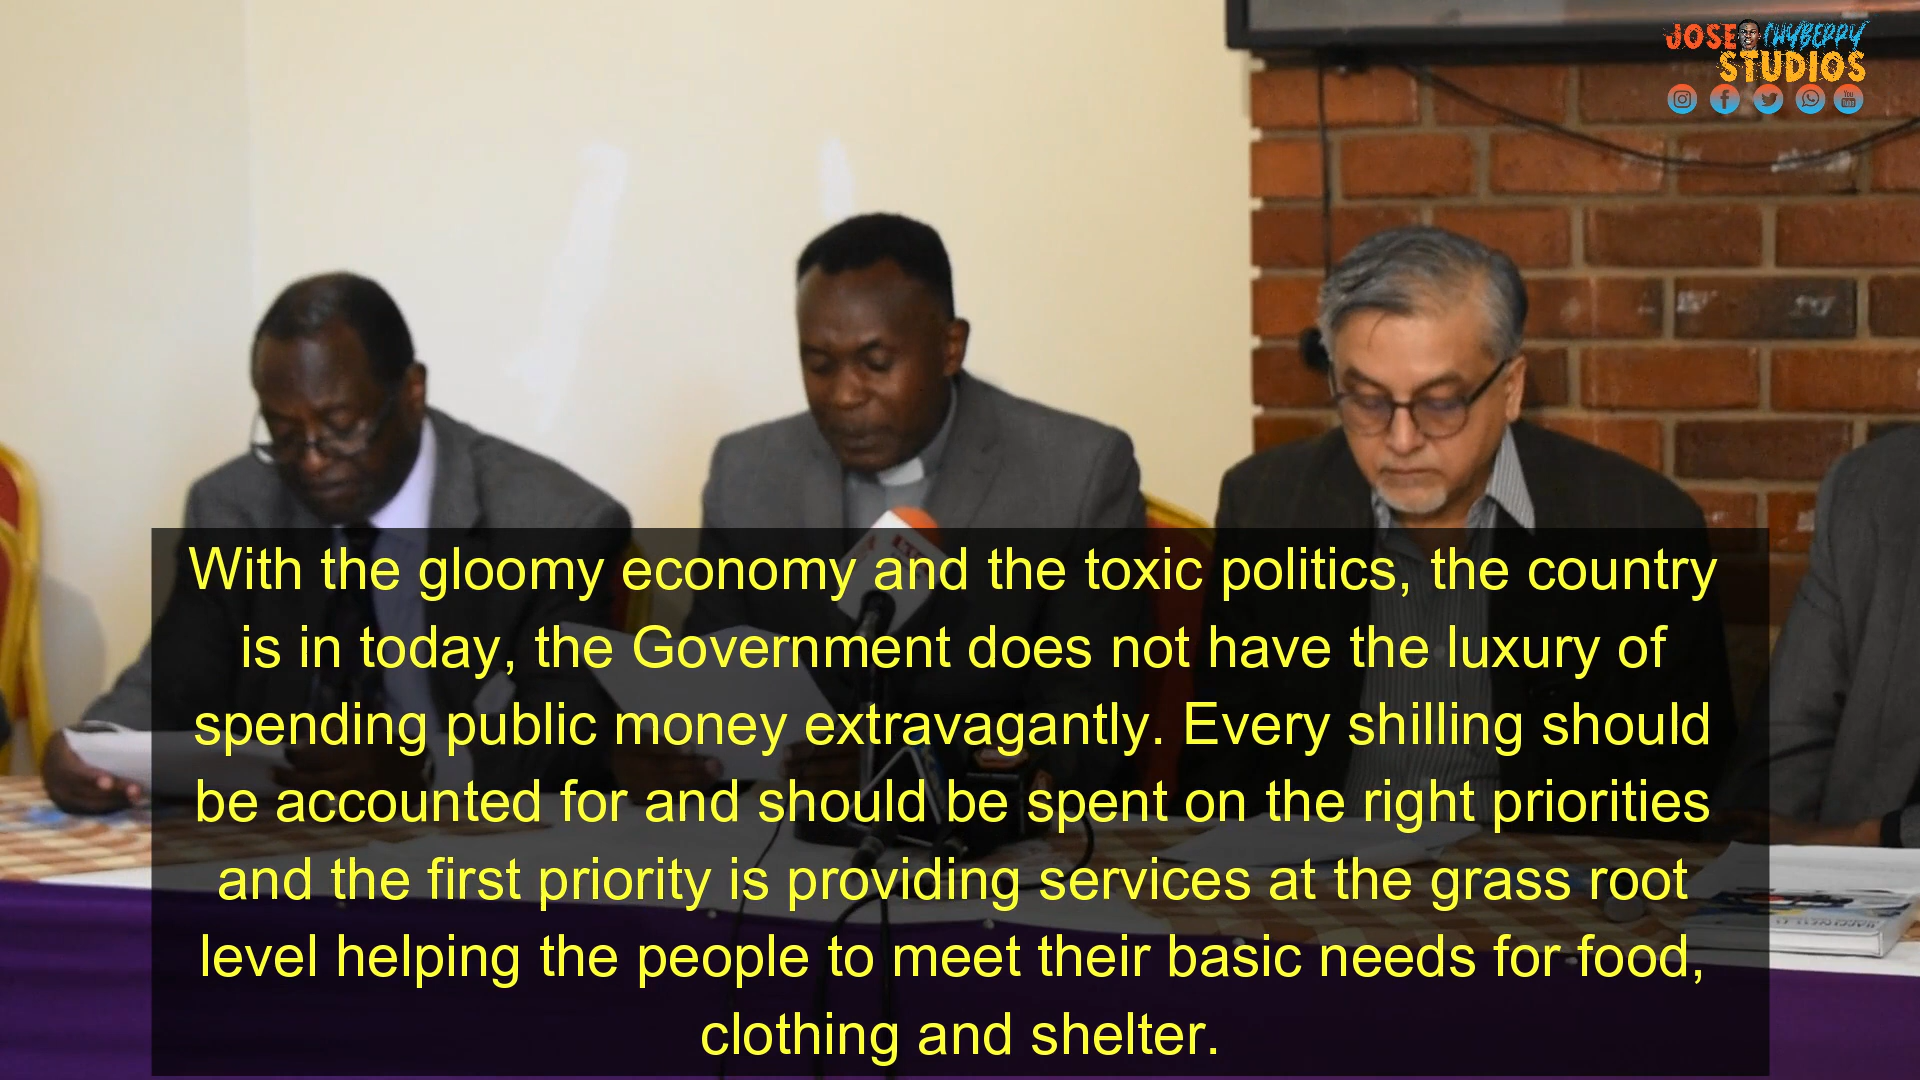 JOSE CHYBERRY
STUDIOS
With the gloomy economy and the toxic politics, the country
is in today, the Government does not have the luxury of
spending public money extravagantly. Every shilling should
be accounted for and should be spent on the right priorities
and the first priority is providing services at the grass root
level helping the people to meet their basic needs for food,
clothing and shelter.